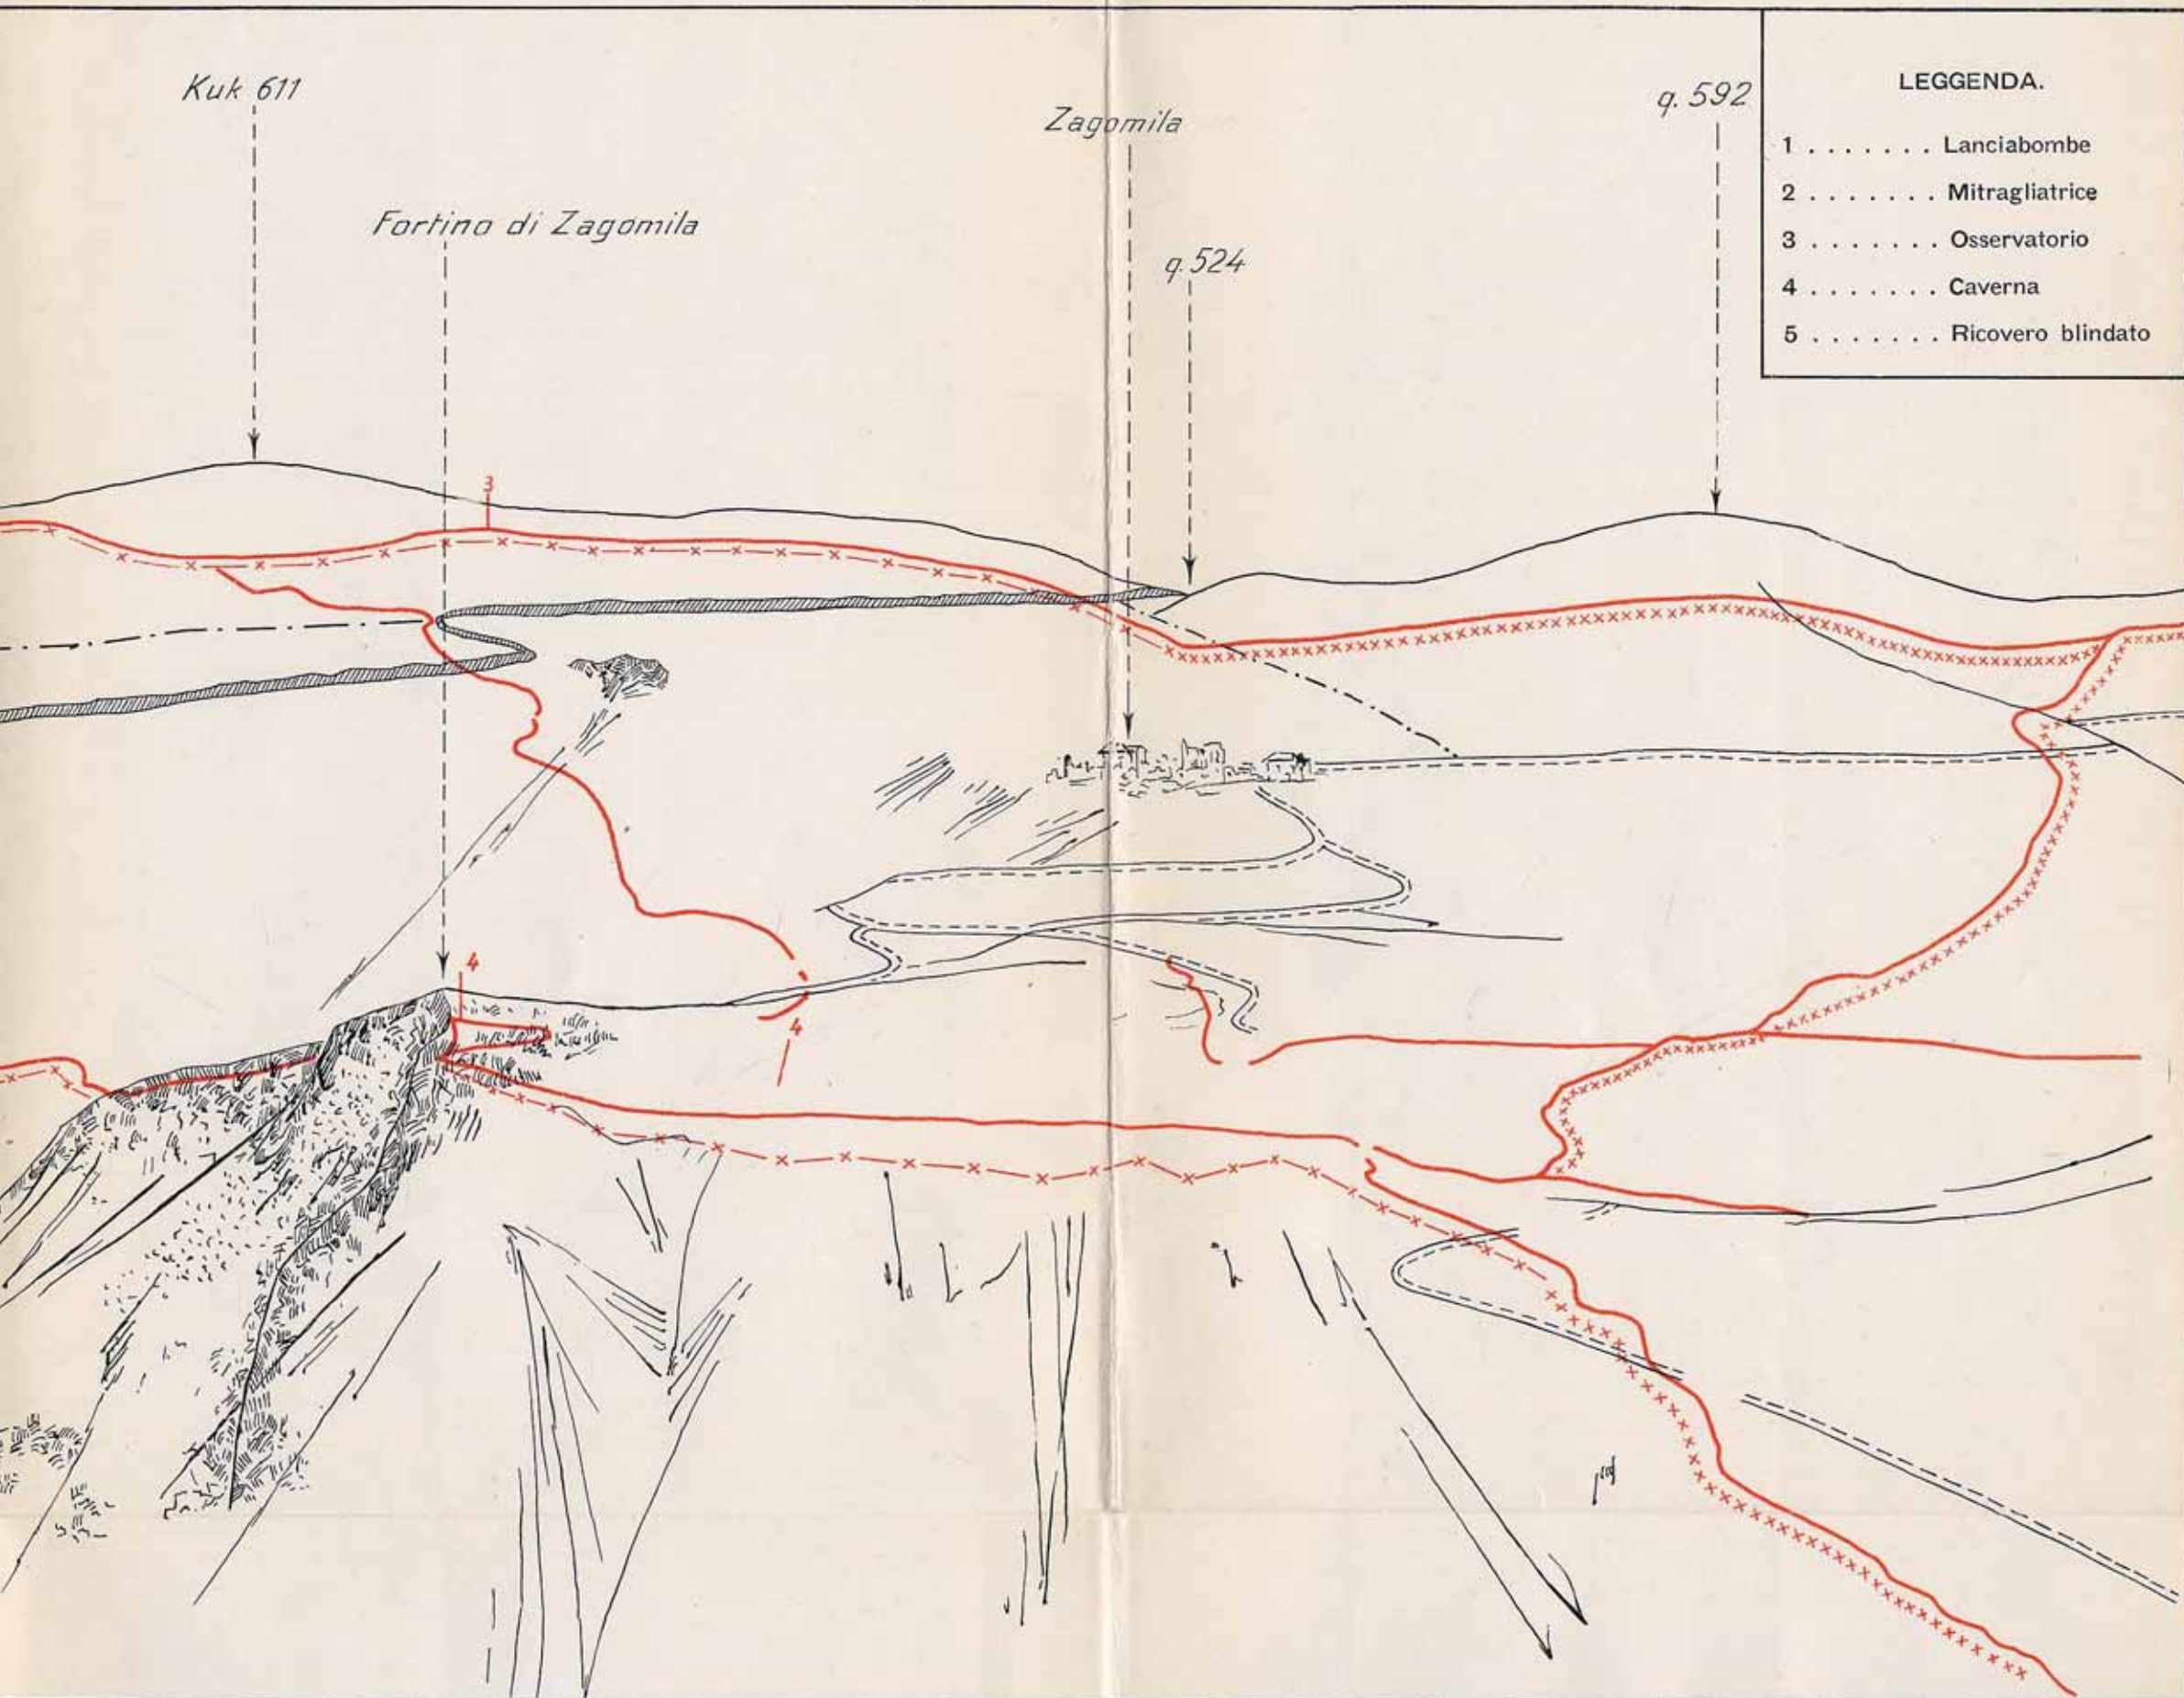 Kuk 611
Fortino di Zagomila
Zagomila
q. 524
q. 592
LEGGENDA.
1 . . . . . . . Lanciabombe
2 . . . . . . . Mitragliatrice
3 . . . . . . . Osservatorio
4 . . . . . . . Caverna
5 . . . . . . . Ricovero blindato
3
4
4